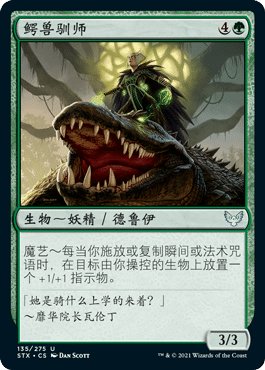 鳄兽驯师 4
生物～妖精 / 德鲁伊
魔艺～每当你施放或复制瞬间或法术咒
语时，在目标由你操控的生物上放置一
个+1/+1指示物。
「她是骑什么上学的来着？」
～靡华院长瓦伦丁
3/3
135/275 U
STX • CS DAN SCOTT
™ & © 2021 Wizards of the Coast